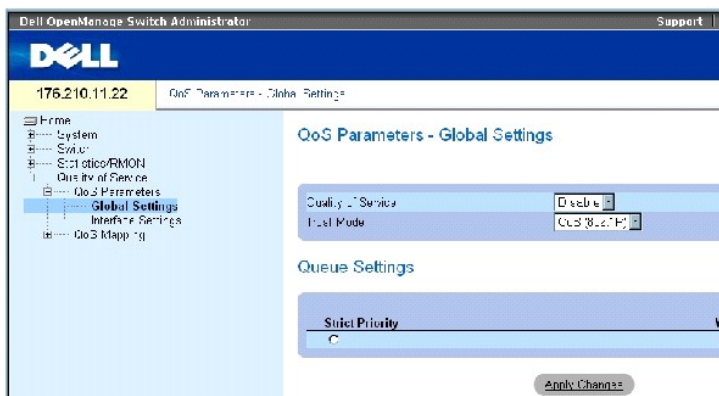 Dell OpenManage Switch Administrator
Support
DELL
176.210.11.22
QoS Parameters - Global Settings
Home
System
Switch
Statistics/RMON
Quality of Service
QoS Parameters
Global Settings
Interface Settings
QoS Mapping
QoS Parameters - Global Settings
Quality of Service
Disable
Trust Mode
CoS (802.1P)
Queue Settings
Strict Priority
Apply Changes